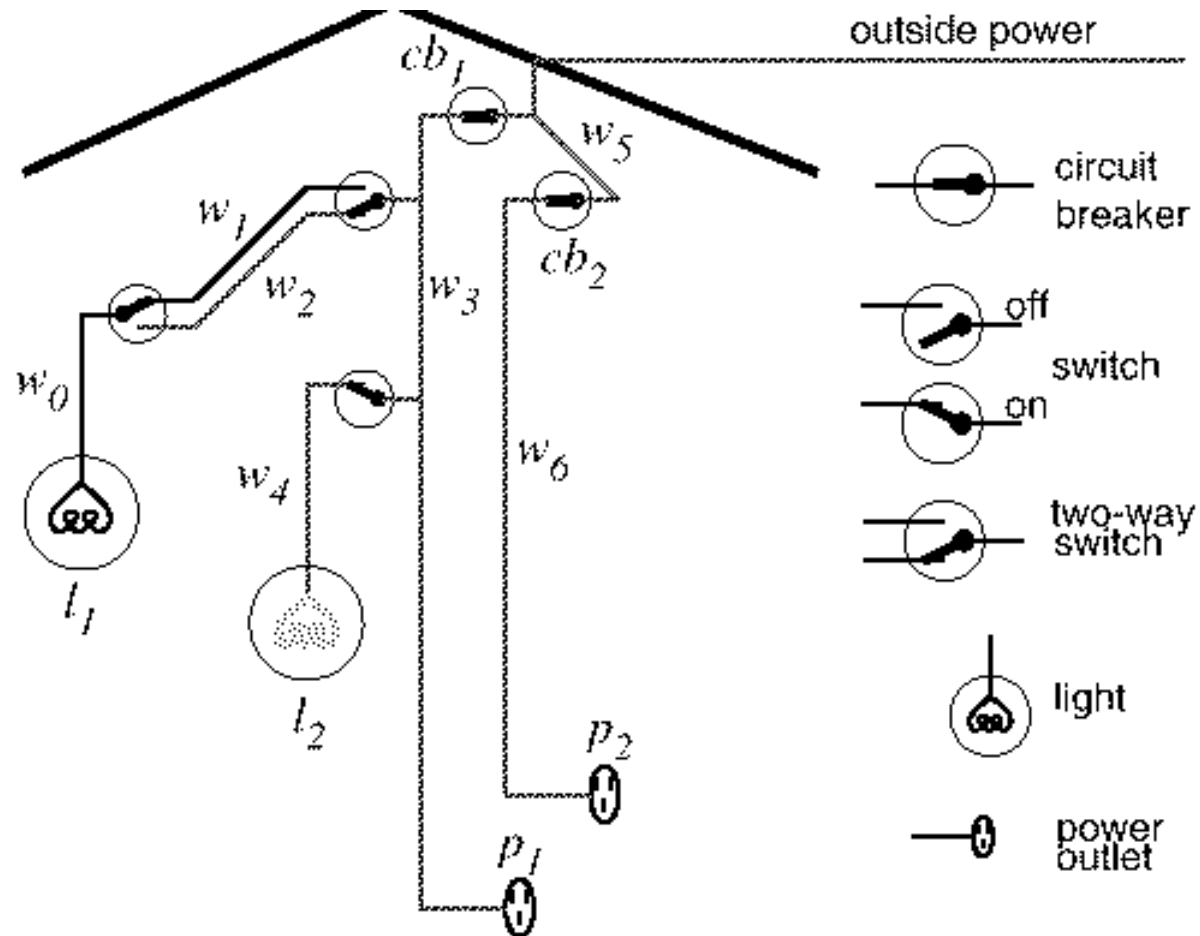 outside power
cb1
w5
circuit
breaker
w1
cb2
w2
w3
off
switch
on
w0
w4
w6
two-way
switch
l1
l2
light
p2
p1
power
outlet